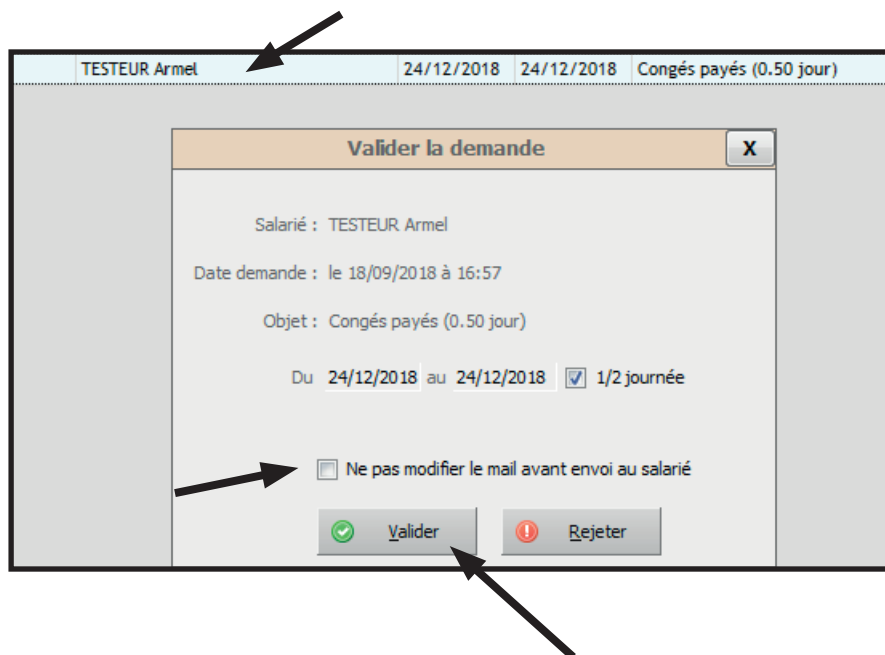 TESTEUR Armel 24/12/2018 24/12/2018 Congés payés (0.50 jour)
Valider la demande X
Salarié : TESTEUR Armel
Date demande : le 18/09/2018 à 16:57
Objet : Congés payés (0.50 jour)
Du 24/12/2018 au 24/12/2018 1/2 journée
Ne pas modifier le mail avant envoi au salarié
Valider Rejeter